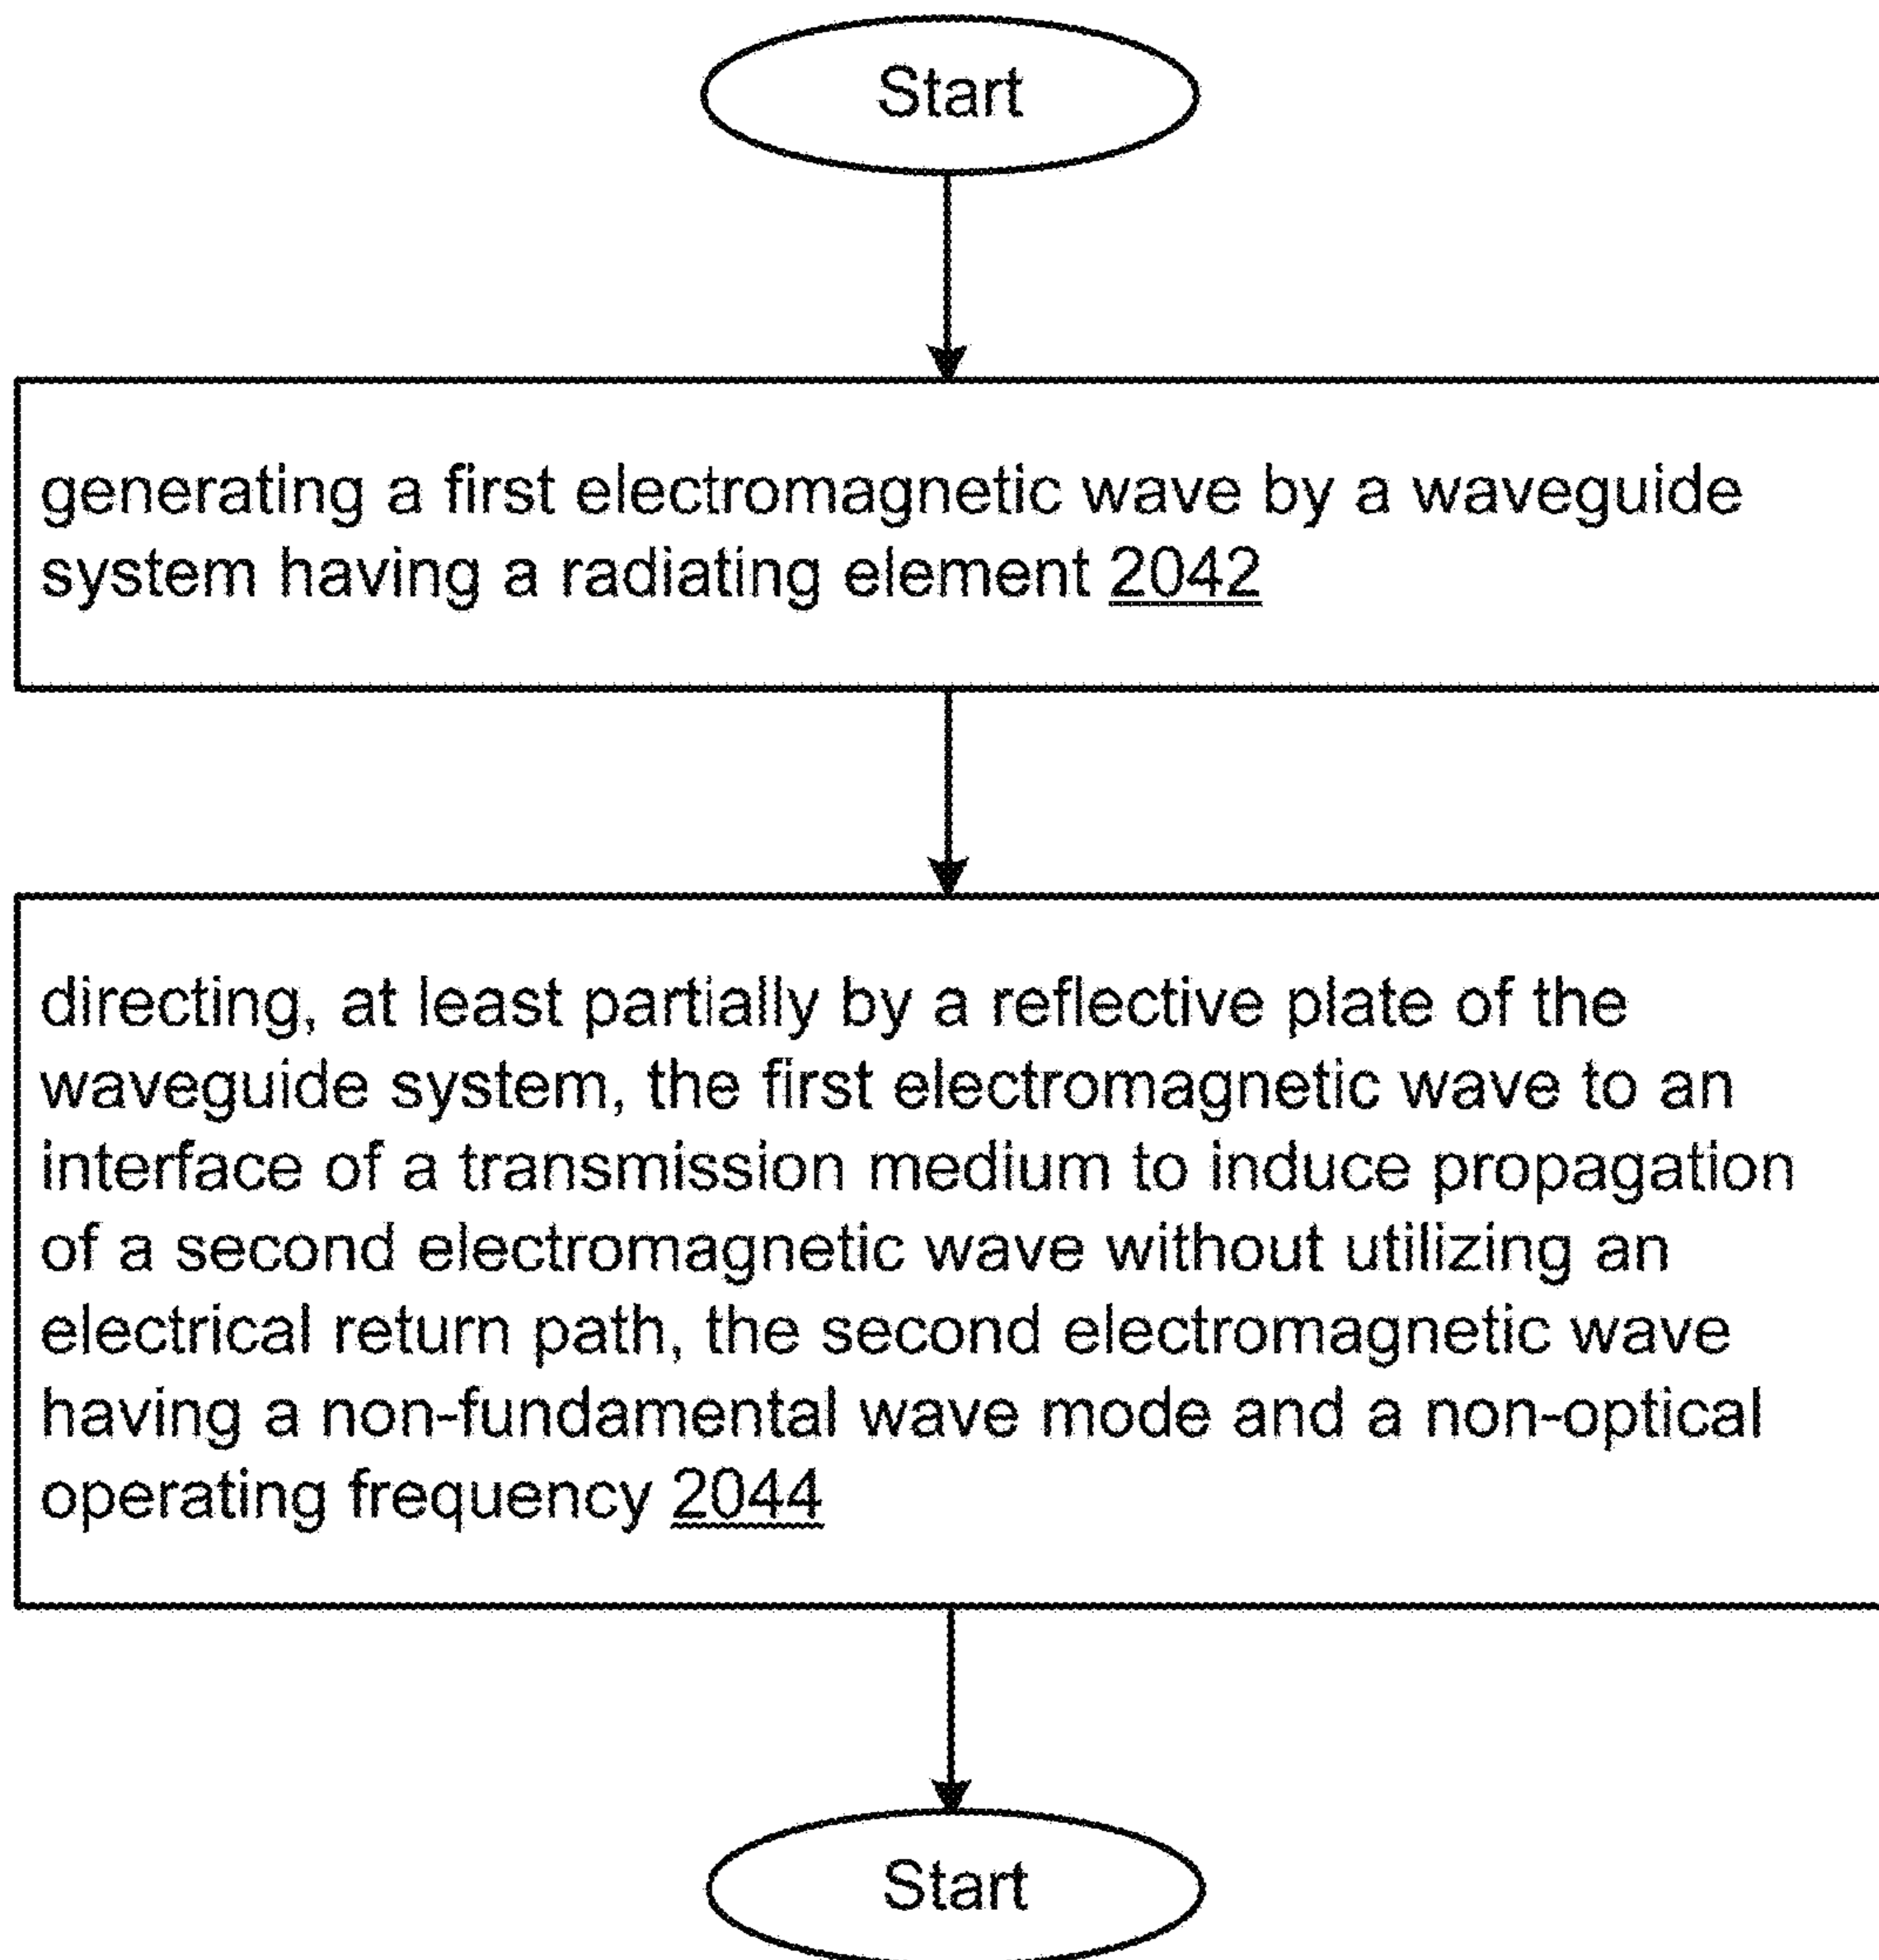 Start
generating a first electromagnetic wave by a waveguide
system having a radiating element 2042
directing, at least partially by a reflective plate of the
waveguide system, the first electromagnetic wave to an
interface of a transmission medium to induce propagation
of a second electromagnetic wave without utilizing an
electrical return path, the second electromagnetic wave
having a non-fundamental wave mode and a non-optical
operating frequency 2044
Start